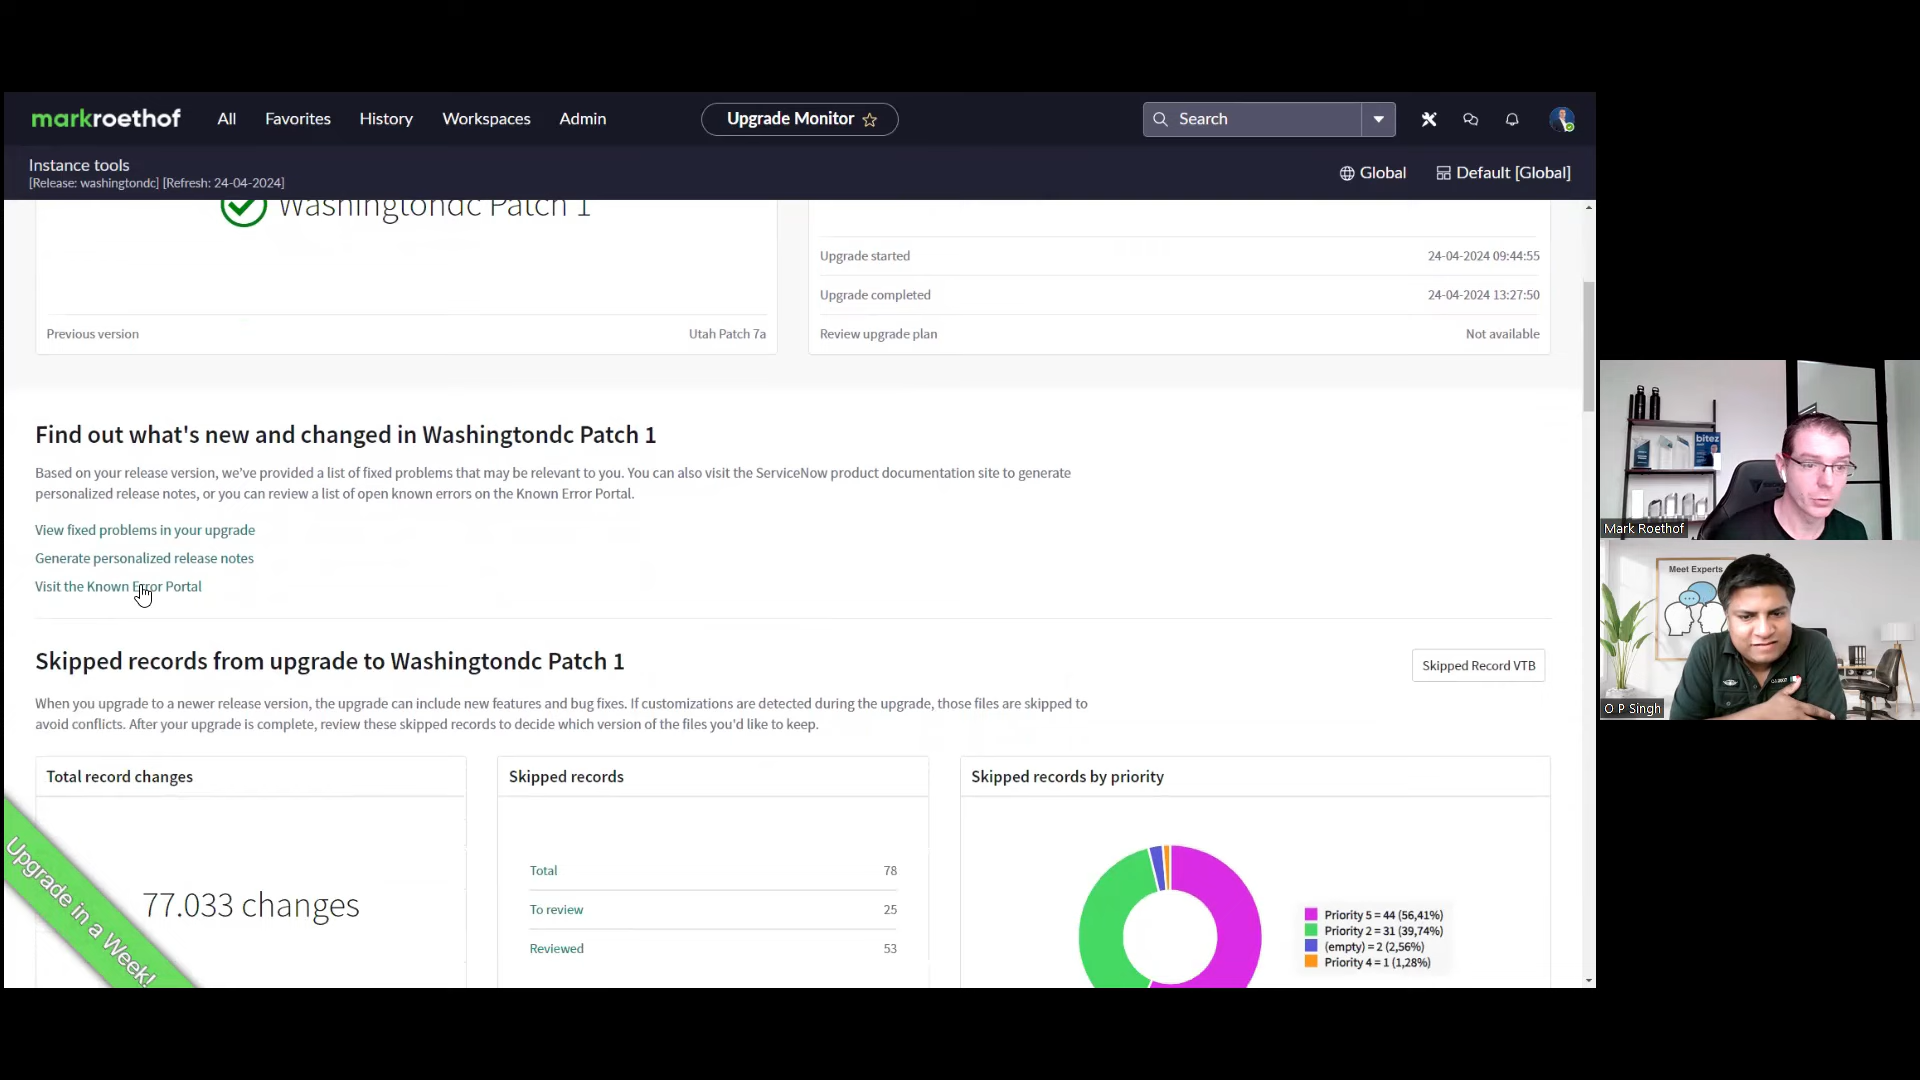 markroethof All Favorites History Workspaces Admin Upgrade Monitor Search
Instance tools
[Release: washingtondc] [Refresh: 24-04-2024]
Global Default [Global]
Washingtondc Patch 1
Upgrade started 24-04-2024 09:44:55
Upgrade completed 24-04-2024 13:27:50
Previous version Utah Patch 7a
Review upgrade plan Not available
Find out what's new and changed in Washingtondc Patch 1
Based on your release version, we've provided a list of fixed problems that may be relevant to you. You can also visit the ServiceNow product documentation site to generate
personalized release notes, or you can review a list of open known errors on the Known Error Portal.
View fixed problems in your upgrade
Generate personalized release notes
Visit the Known Error Portal
Skipped records from upgrade to Washingtondc Patch 1
Skipped Record VTB
When you upgrade to a newer release version, the upgrade can include new features and bug fixes. If customizations are detected during the upgrade, those files are skipped to
avoid conflicts. After your upgrade is complete, review these skipped records to decide which version of the files you'd like to keep.
Total record changes
77.033 changes
Skipped records
Total 78
To review 25
Reviewed 53
Skipped records by priority
Priority 5 = 44 (56,41%)
Priority 2 = 31 (39,74%)
(empty) = 2 (2,56%)
Priority 4 = 1 (1,28%)
Upgrade in a Week!
bitez
Mark Roethof
Meet Experts
O P Singh